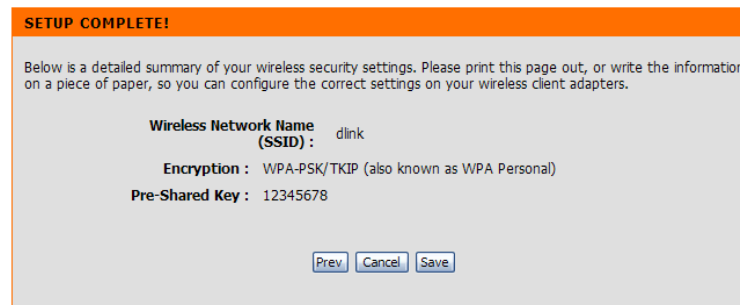 SETUP COMPLETE!
Below is a detailed summary of your wireless security settings. Please print this page out, or write the information
on a piece of paper, so you can configure the correct settings on your wireless client adapters.
Wireless Network Name
(SSID) : dlink
Encryption : WPA-PSK/TKIP (also known as WPA Personal)
Pre-Shared Key : 12345678
Prev Cancel Save